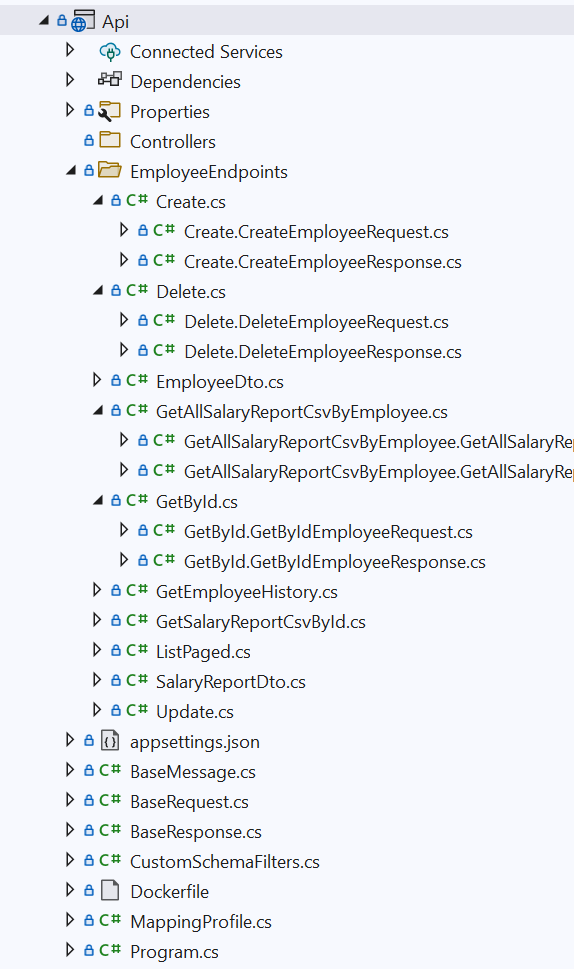 Api
Connected Services
Dependencies
Properties
Controllers
EmployeeEndpoints
C# Create.cs
C# Create.CreateEmployeeRequest.cs
C# Create.CreateEmployeeResponse.cs
C# Delete.cs
C# Delete.DeleteEmployeeRequest.cs
C# Delete.DeleteEmployeeResponse.cs
C# EmployeeDto.cs
C# GetAllSalaryReportCsvByEmployee.cs
C# GetAllSalaryReportCsvByEmployee.GetAllSalaryRe
C# GetAllSalaryReportCsvByEmployee.GetAllSalaryRe
C# GetById.cs
C# GetById.GetByIdEmployeeRequest.cs
C# GetById.GetByIdEmployeeResponse.cs
C# GetEmployeeHistory.cs
C# GetSalaryReportCsvById.cs
C# ListPaged.cs
C# SalaryReportDto.cs
C# Update.cs
appsettings.json
C# BaseMessage.cs
C# BaseRequest.cs
C# BaseResponse.cs
C# CustomSchemaFilters.cs
Dockerfile
C# MappingProfile.cs
C# Program.cs